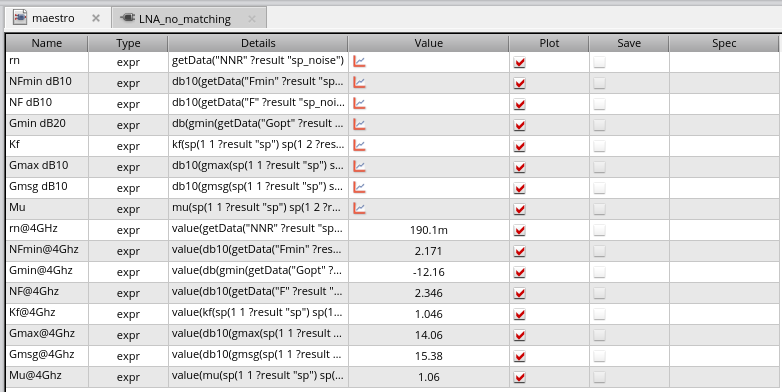 maestro LNA_no_matching
Name Type Details Value Plot Save Spec
rn expr getData("NNR" ?result "sp_noise")
NFmin dB10 expr db10(getData("Fmin" ?result "sp...
NF dB10 expr db10(getData("F" ?result "sp_noi...
Gmin dB20 expr db(gmin(getData("Gopt" ?result ...
Kf expr kf(sp(1 1 ?result "sp") sp(1 2 ?res...
Gmax dB10 expr db10(gmax(sp(1 1 ?result "sp") s...
Gmsg dB10 expr db10(gmsg(sp(1 1 ?result "sp") s...
Mu expr mu(sp(1 1 ?result "sp") sp(1 2 ?r...
rn@4GHz expr value(getData("NNR" ?result "sp... 190.1m
NFmin@4Ghz expr value(db10(getData("Fmin" ?res... 2.171
Gmin@4Ghz expr value(db(gmin(getData("Gopt" ?... -12.16
NF@4Ghz expr value(db10(getData("F" ?result "... 2.346
Kf@4Ghz expr value(kf(sp(1 1 ?result "sp") sp(1... 1.046
Gmax@4Ghz expr value(db10(gmax(sp(1 1 ?result ... 14.06
Gmsg@4Ghz expr value(db10(gmsg(sp(1 1 ?result ... 15.38
Mu@4Ghz expr value(mu(sp(1 1 ?result "sp") sp(... 1.06